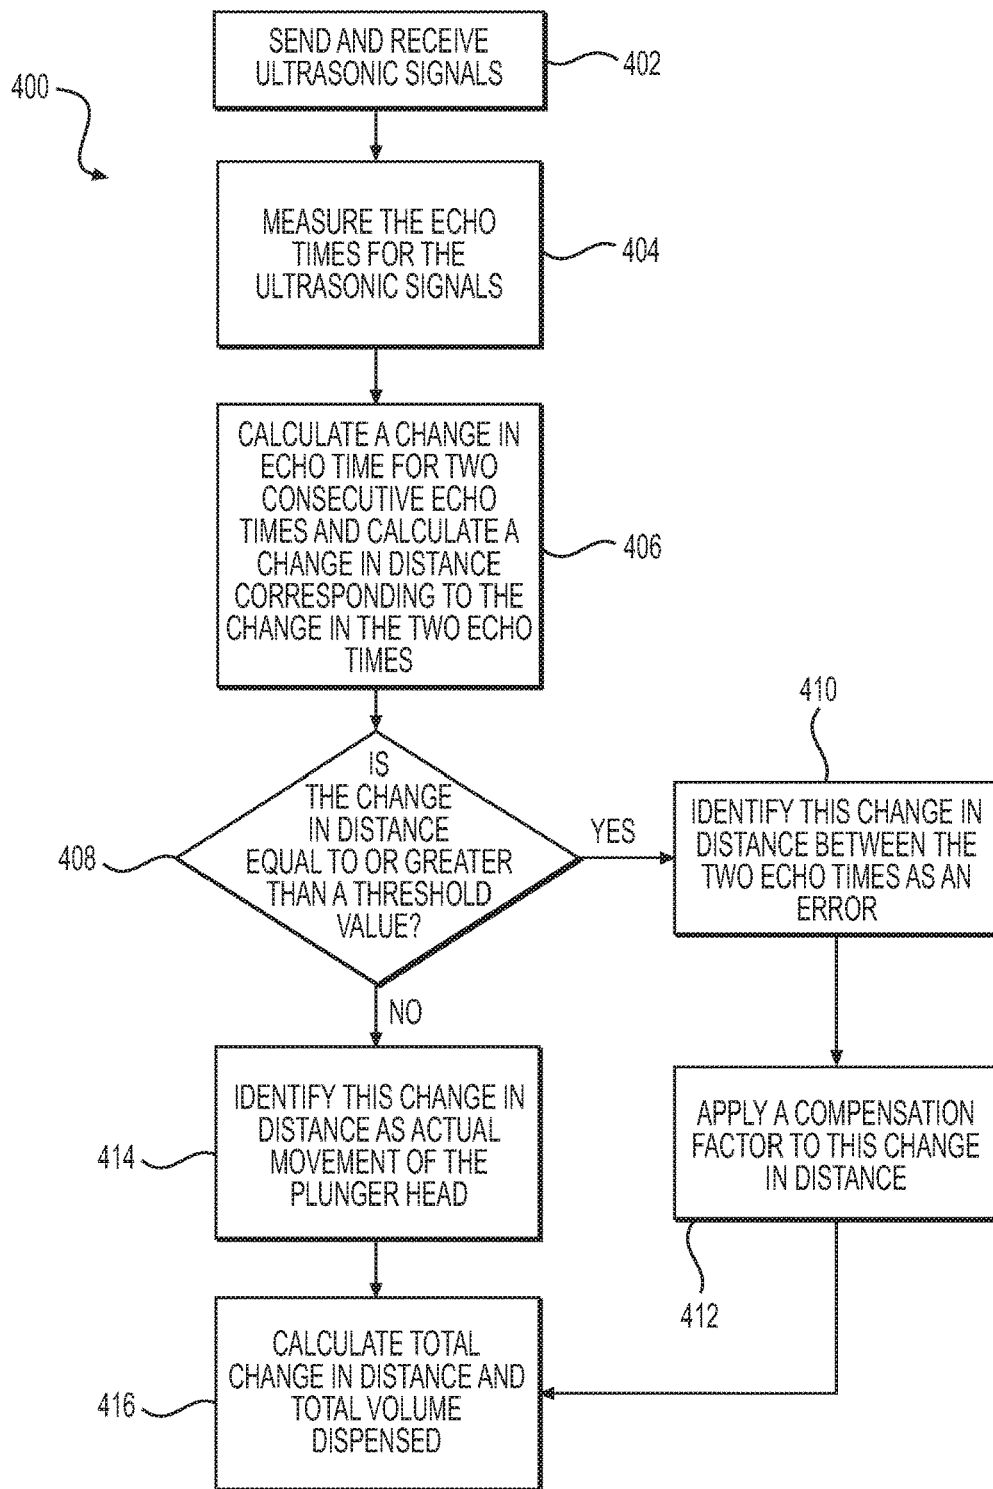 SEND AND RECEIVE
ULTRASONIC SIGNALS
402
400
MEASURE THE ECHO
TIMES FOR THE
ULTRASONIC SIGNALS
404
CALCULATE A CHANGE IN
ECHO TIME FOR TWO
CONSECUTIVE ECHO
TIMES AND CALCULATE A
CHANGE IN DISTANCE
CORRESPONDING TO THE
CHANGE IN THE TWO ECHO
TIMES
406
IS
THE CHANGE
IN DISTANCE
EQUAL TO OR GREATER
THAN A THRESHOLD
VALUE?
408
YES
NO
410
IDENTIFY THIS CHANGE IN
DISTANCE BETWEEN THE
TWO ECHO TIMES AS AN
ERROR
APPLY A COMPENSATION
FACTOR TO THIS CHANGE
IN DISTANCE
412
IDENTIFY THIS CHANGE IN
DISTANCE AS ACTUAL
MOVEMENT OF THE
PLUNGER HEAD
414
CALCULATE TOTAL
CHANGE IN DISTANCE AND
TOTAL VOLUME
DISPENSED
416